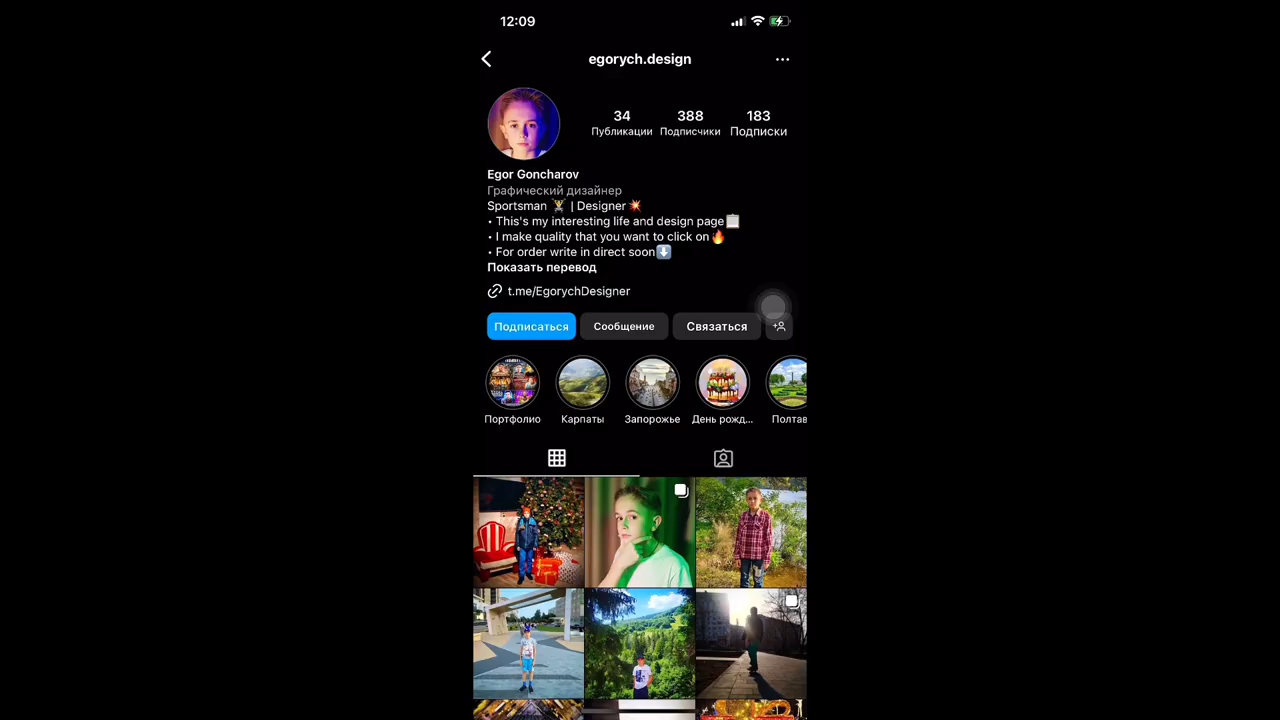 12:09
egorych.design
34
388
183
Публикации
Подписчики
Подписки
Egor Goncharov
Графический дизайнер
Sportsman 🏋️ | Designer 💥
• This's my interesting life and design page📋
• I make quality that you want to click on🔥
• For order write in direct soon⬇️
Показать перевод
t.me/EgorychDesigner
Подписаться
Сообщение
Связаться
Портфолио
Карпаты
Запорожье
День рожд...
Полтав